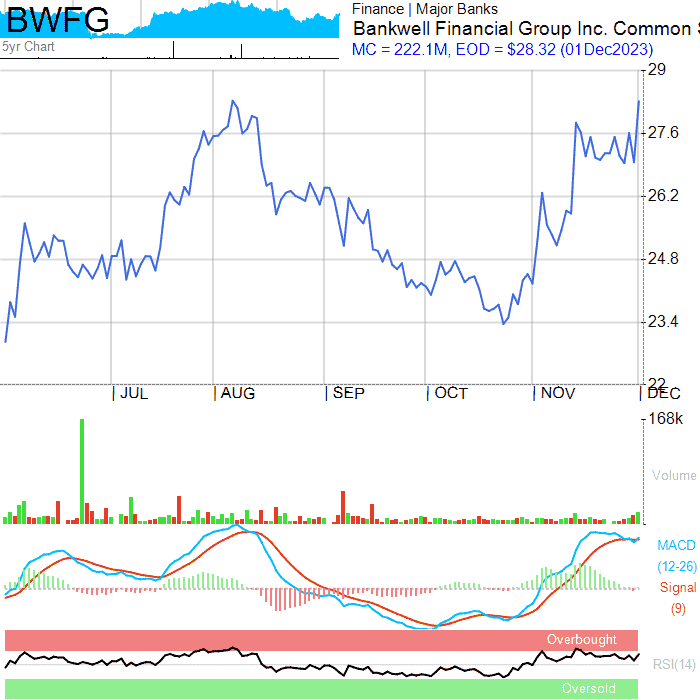 BWFG
5yr Chart
Finance | Major Banks
Bankwell Financial Group Inc. Common S
MC = 222.1M, EOD = $28.32 (01Dec2023)
29
27.6
26.2
24.8
23.4
22
JUL AUG SEP OCT NOV DEC
168k
Volume
MACD
(12-26)
Signal
(9)
Overbought
RSI(14)
Oversold